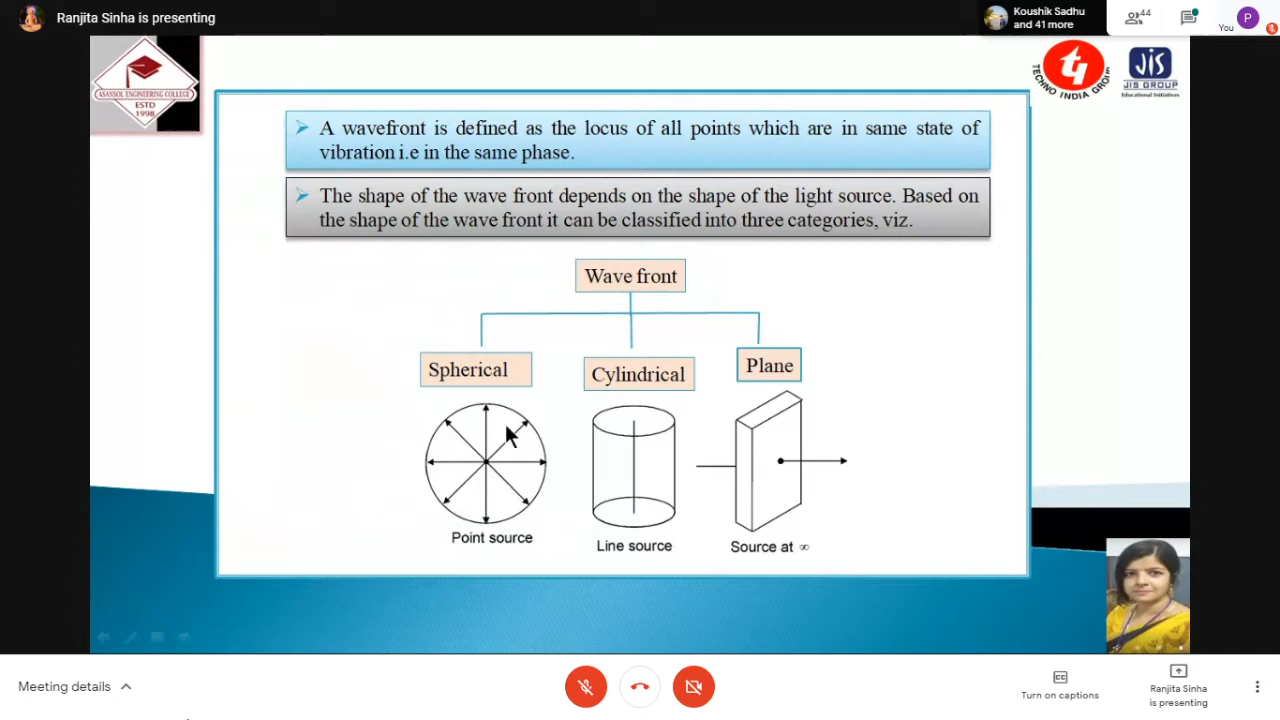 Ranjita Sinha is presenting
Koushik Sadhu
and 41 more
44
You
P
ASANSOL ENGINEERING COLLEGE
ESTD
1998
TECHNO INDIA GROUP
JIS
JIS GROUP
Educational Initiatives
A wavefront is defined as the locus of all points which are in same state of
vibration i.e in the same phase.
The shape of the wave front depends on the shape of the light source. Based on
the shape of the wave front it can be classified into three categories, viz.
Wave front
Spherical
Cylindrical
Plane
Point source
Line source
Source at ∞
Meeting details
CC
Turn on captions
Ranjita Sinha
is presenting